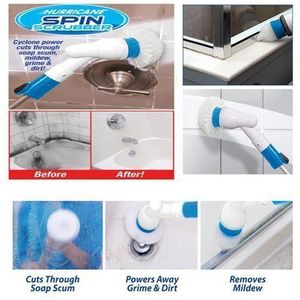 HURRICANE
SPIN
SCRUBBER
Cyclone power
cuts through
soap scum,
mildew,
grime &
dirt!
Before
After!
Cuts Through
Soap Scum
Powers Away
Grime & Dirt
Removes
Mildew